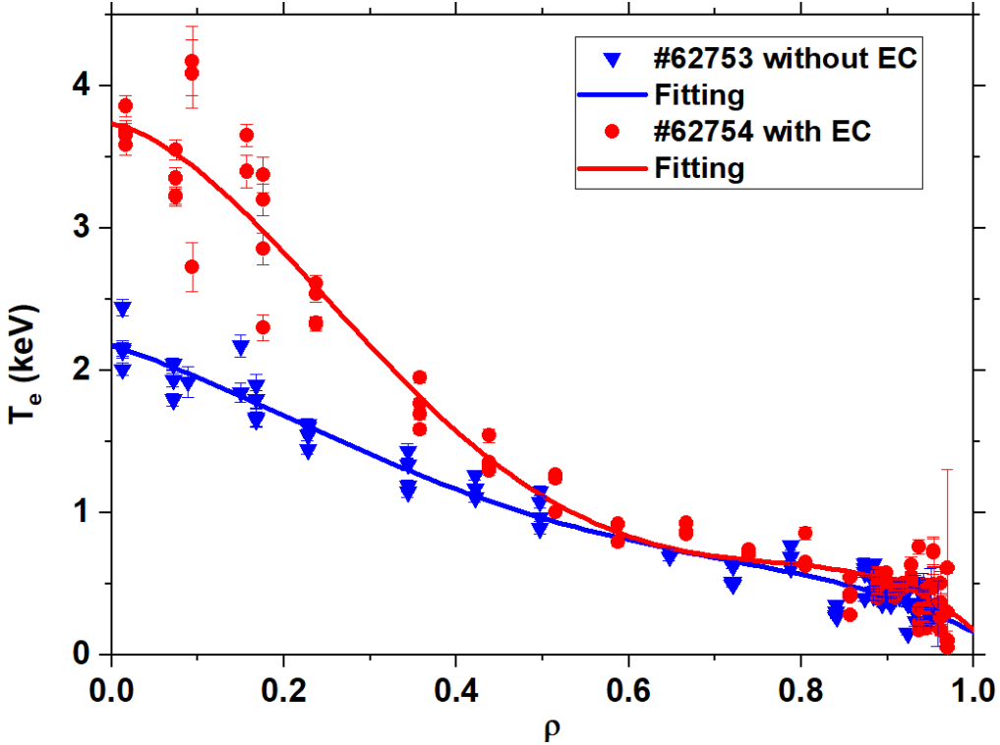 #62753 without EC
Fitting
#62754 with EC
Fitting
4
3
2
1
0
Te (keV)
0.0 0.2 0.4 0.6 0.8 1.0
ρ